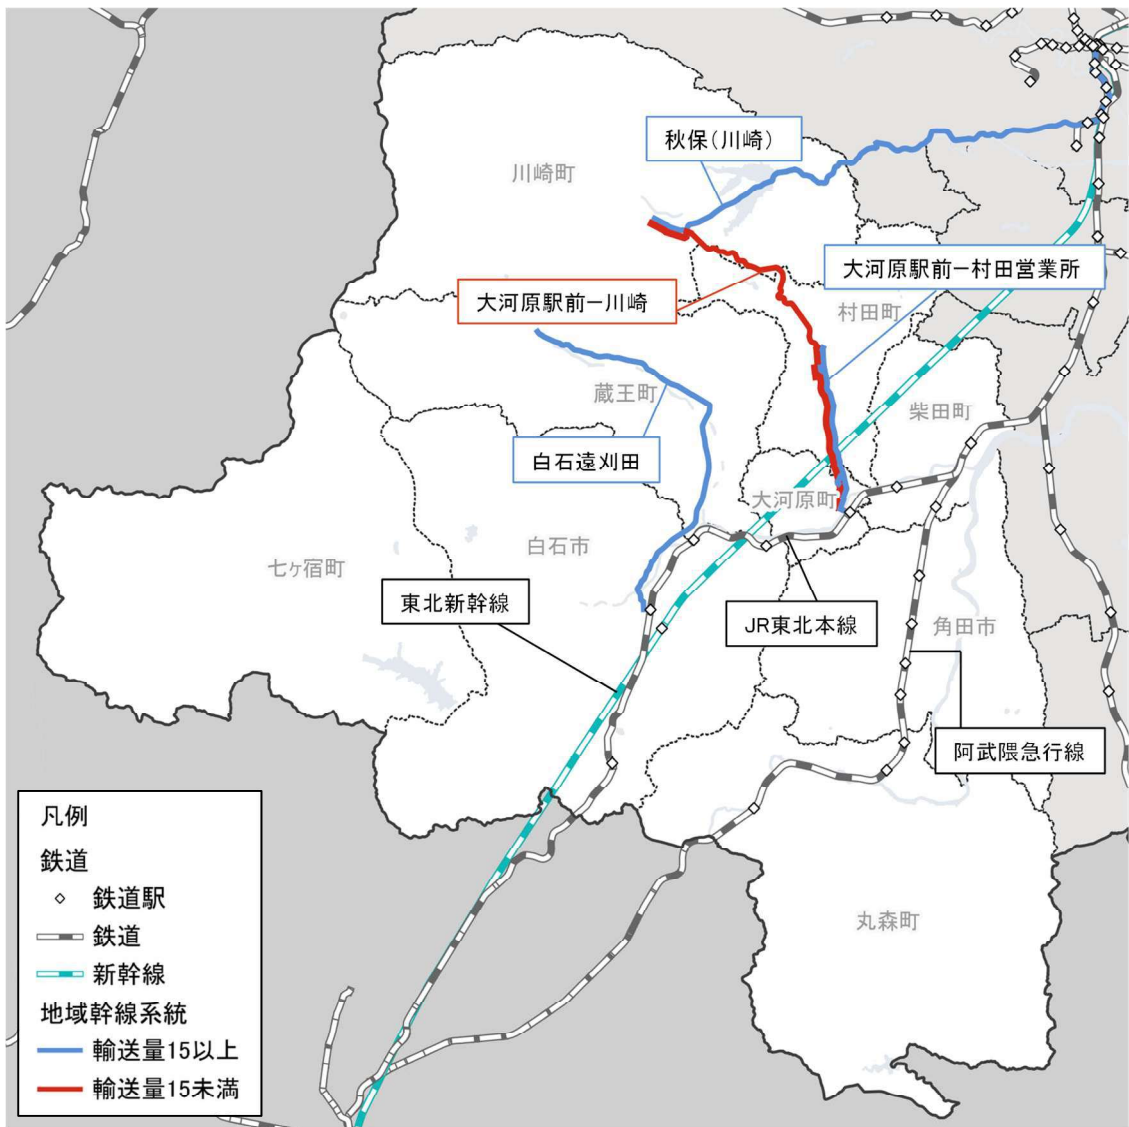 秋保（川崎）
川崎町
大河原駅前ー村田営業所
大河原駅前ー川崎
村田町
蔵王町
柴田町
白石遠刈田
大河原町
白石市
七ヶ宿町
東北新幹線
JR東北本線
角田市
阿武隈急行線
丸森町
凡例
鉄道
鉄道駅
鉄道
新幹線
地域幹線系統
輸送量15以上
輸送量15未満